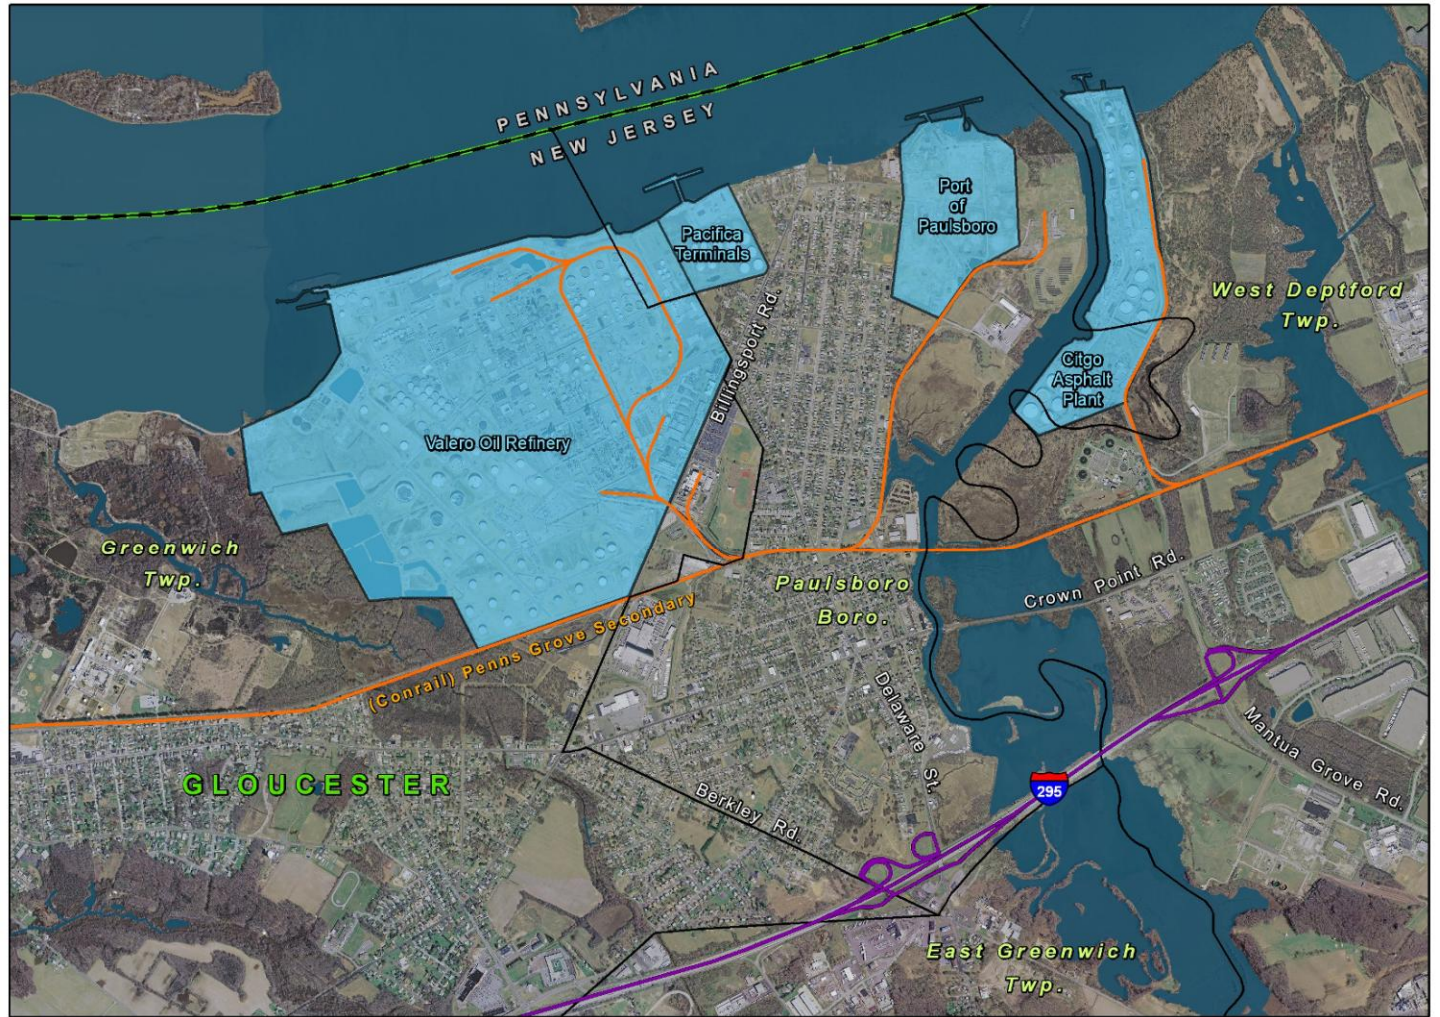 PENNSYLVANIA
NEW JERSEY
Port
of
Paulsboro
Pacifica
Terminals
West Deptford
Twp.
Billingsport Rd.
Citgo
Asphalt
Plant
Valero Oil Refinery
Greenwich
Twp.
Paulsboro
Boro.
Crown Point Rd.
(Conrail) Penns Grove Secondary
Delaware St.
Mantua Grove Rd.
GLOUCESTER
295
Berkley Rd.
East Greenwich
Twp.